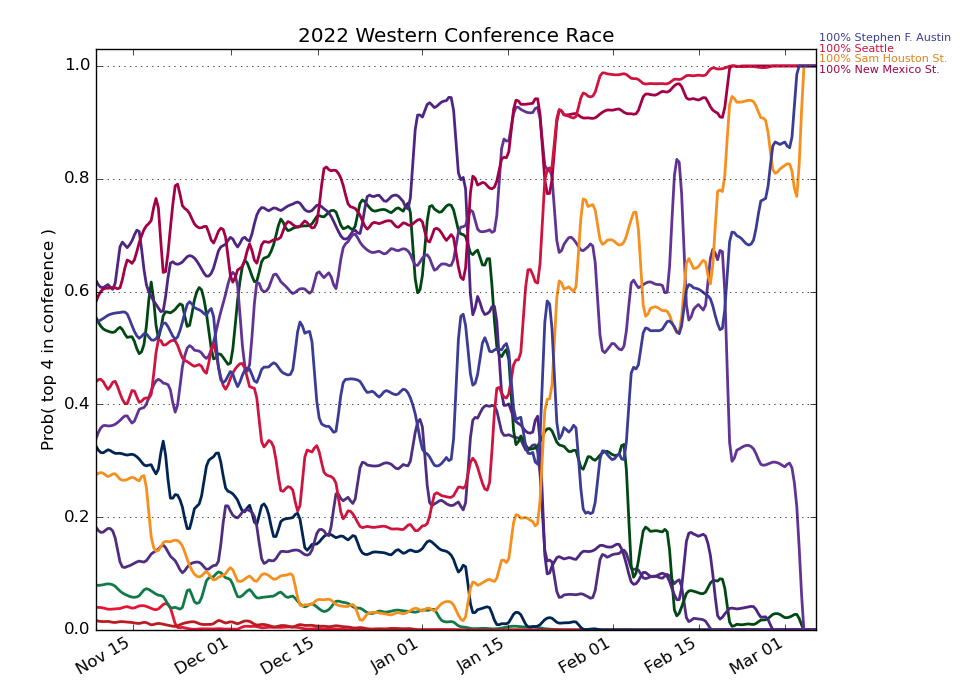 2022 Western Conference Race
100% Stephen F. Austin
100% Seattle
100% Sam Houston St.
100% New Mexico St.
Prob( top 4 in conference )
1.0
0.8
0.6
0.4
0.2
0.0
Nov 15
Dec 01
Dec 15
Jan 01
Jan 15
Feb 01
Feb 15
Mar 01